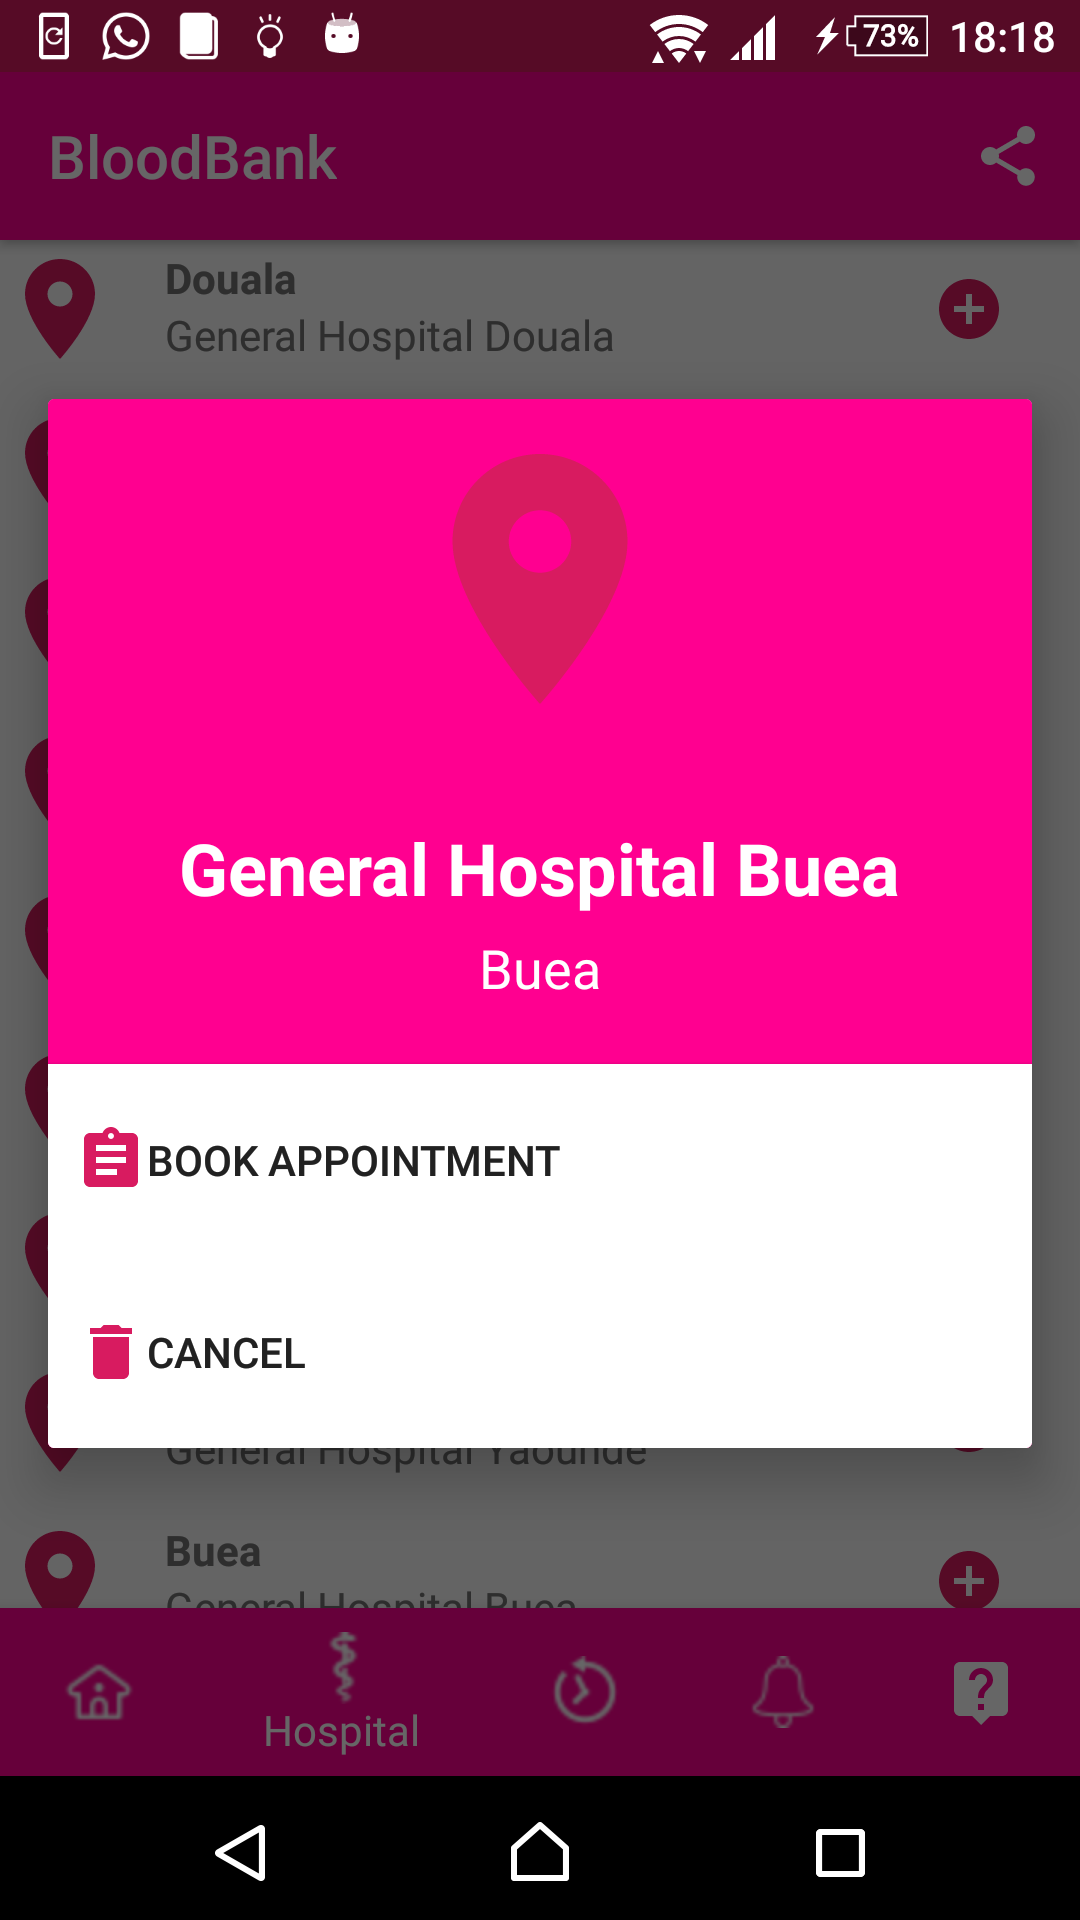 73% 18:18
BloodBank
Douala
General Hospital Douala
General Hospital Buea
Buea
BOOK APPOINTMENT
CANCEL
General Hospital Yaounde
Buea
General Hospital Buea
Hospital